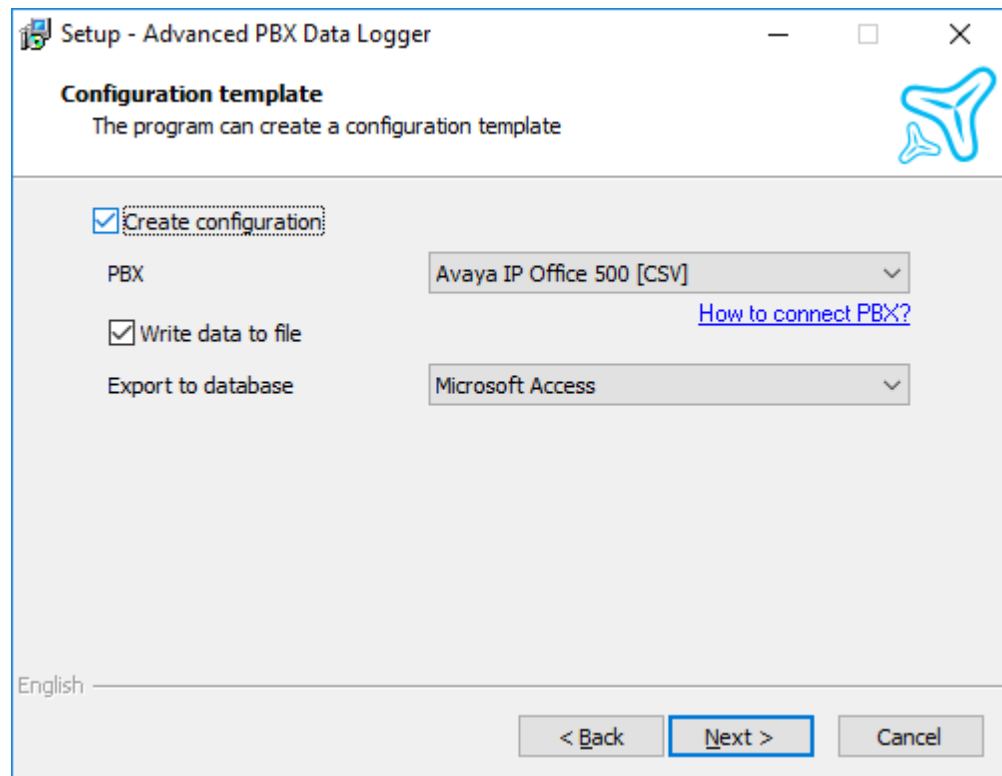 Setup - Advanced PBX Data Logger
Configuration template
The program can create a configuration template
Create configuration
PBX
Avaya IP Office 500 [CSV]
How to connect PBX?
Write data to file
Export to database
Microsoft Access
English
< Back
Next >
Cancel